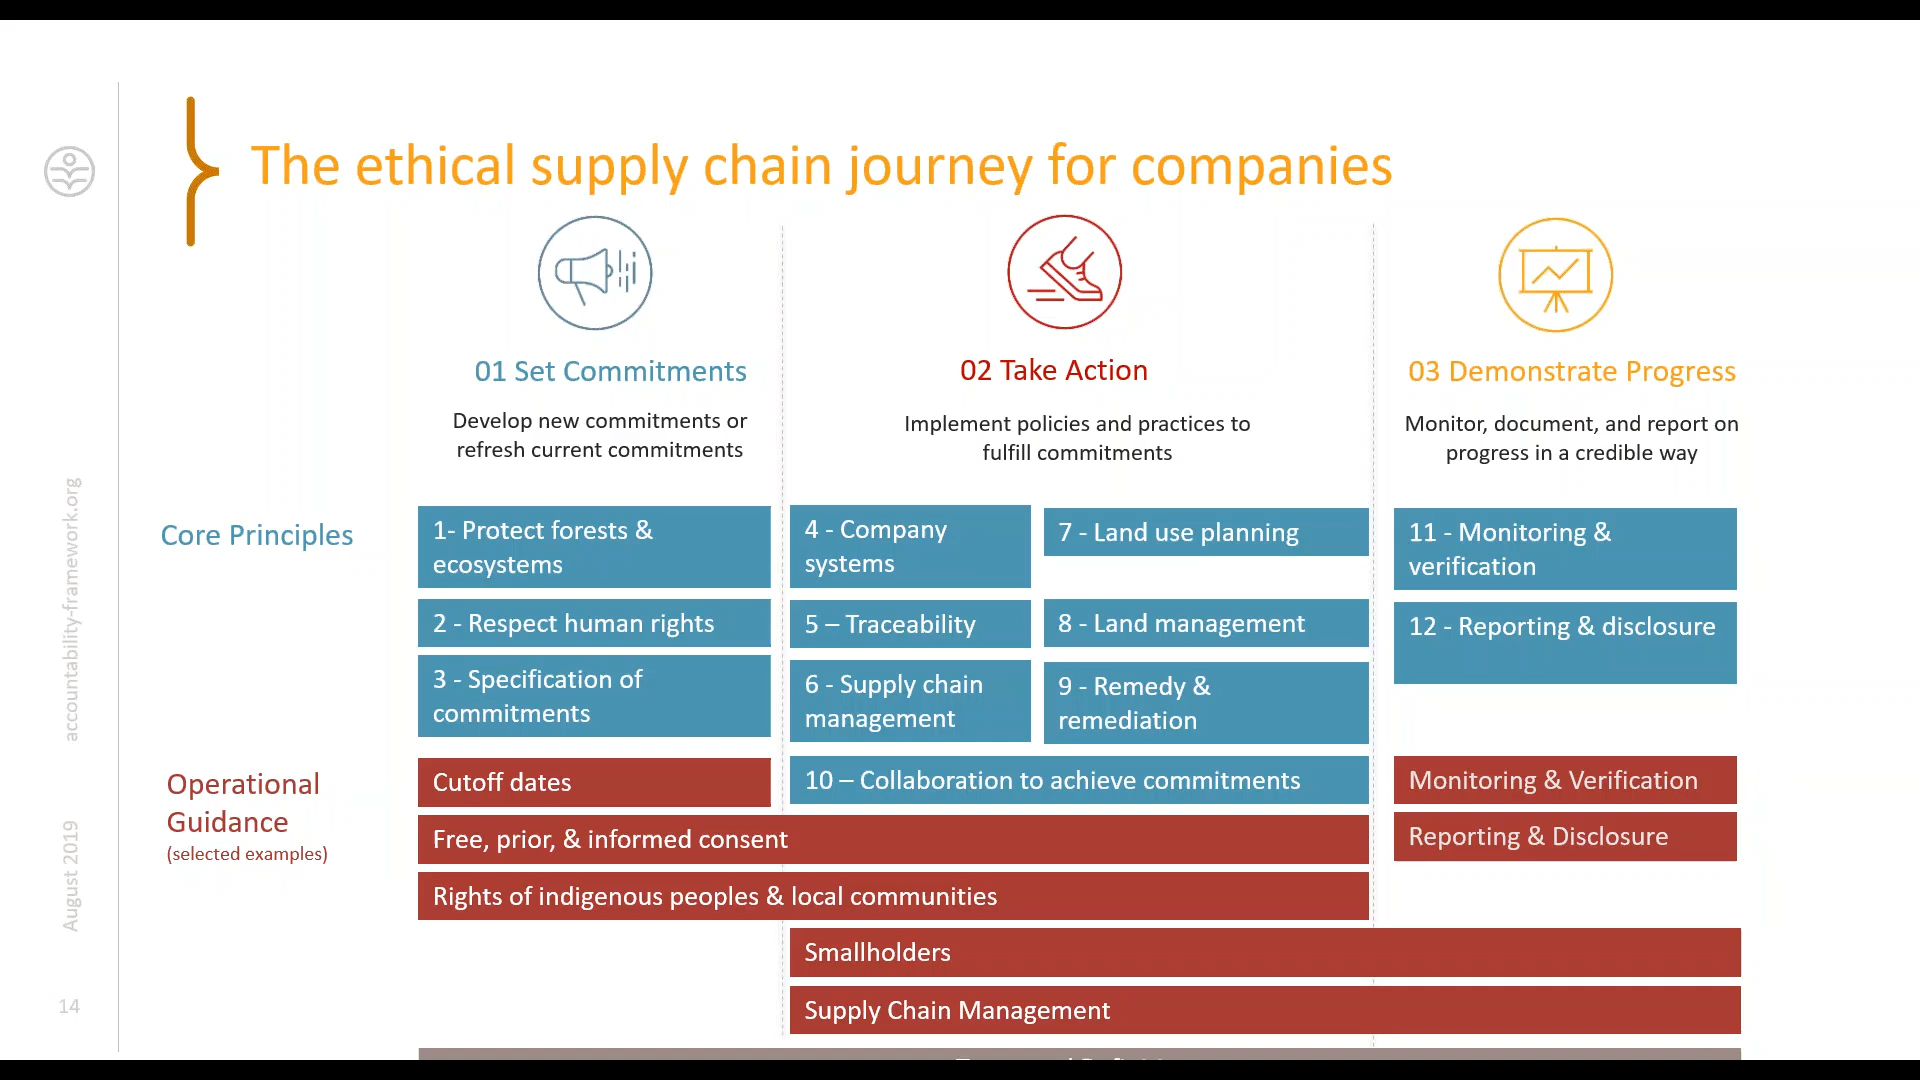 The ethical supply chain journey for companies
01 Set Commitments
Develop new commitments or
refresh current commitments
02 Take Action
Implement policies and practices to
fulfill commitments
03 Demonstrate Progress
Monitor, document, and report on
progress in a credible way
Core Principles
1- Protect forests &
ecosystems
2 - Respect human rights
3 - Specification of
commitments
4 - Company
systems
5 – Traceability
6 - Supply chain
management
7 - Land use planning
8 - Land management
9 - Remedy &
remediation
10 – Collaboration to achieve commitments
11 - Monitoring &
verification
12 - Reporting & disclosure
Operational
Guidance
(selected examples)
Cutoff dates
Free, prior, & informed consent
Rights of indigenous peoples & local communities
Smallholders
Supply Chain Management
Monitoring & Verification
Reporting & Disclosure
accountability-framework.org
August 2019
14